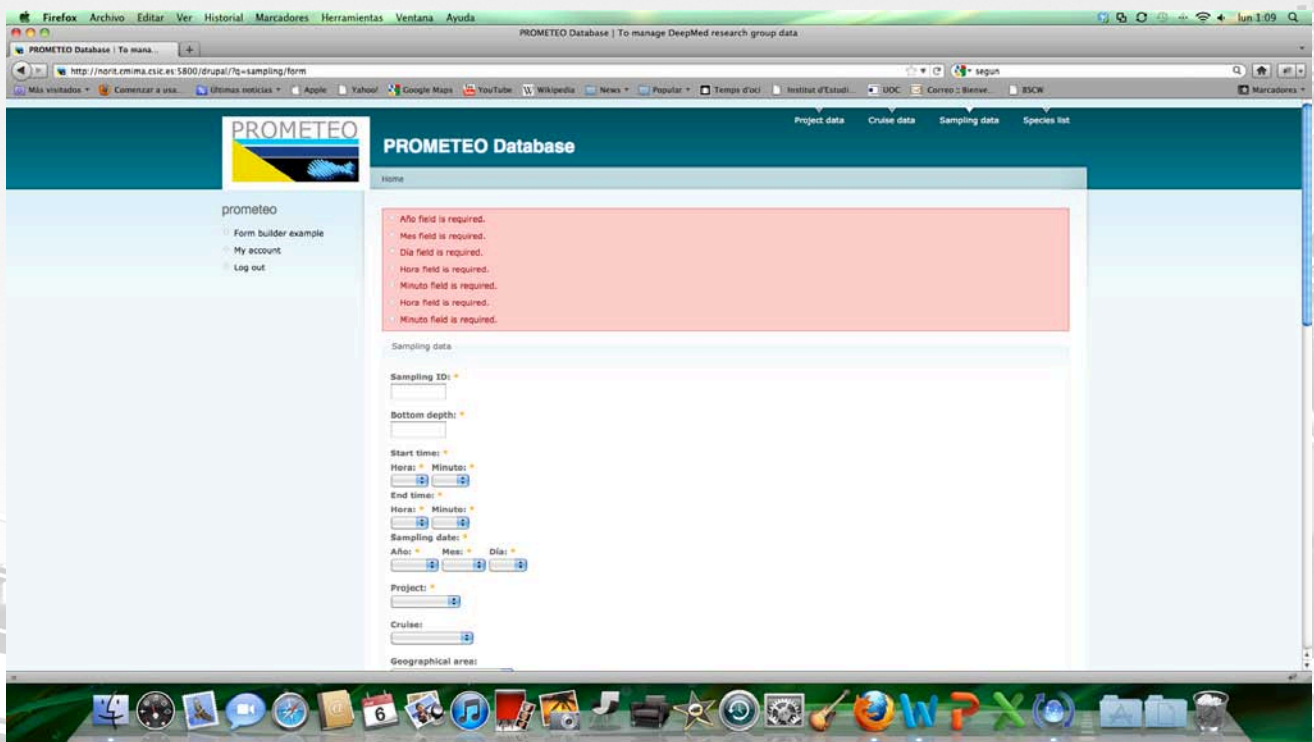 Firefox Archivo Editar Ver Historial Marcadores Herramientas Ventana Ayuda lun 1:09
PROMETEO Database | To manage DeepMed research group data
PROMETEO Database | To mana...
http://norit.cmima.csic.es:5800/drupal/?q=sampling/form segun
Más visitados Comenzar a usa... Últimas noticias Apple Yahoo! Google Maps YouTube Wikipedia News Popular Temps d'oci Institut d'Estudi... UOC Correo :: Bienve... BSCW Marcadores
Project data Cruise data Sampling data Species list
PROMETEO
PROMETEO Database
Home
prometeo
Form builder example
My account
Log out
Año field is required.
Mes field is required.
Día field is required.
Hora field is required.
Minuto field is required.
Hora field is required.
Minuto field is required.
Sampling data
Sampling ID: *
Bottom depth: *
Start time: *
Hora: * Minuto: *
End time: *
Hora: * Minuto: *
Sampling date: *
Año: * Mes: * Día: *
Project: *
Cruise:
Geographical area:
6